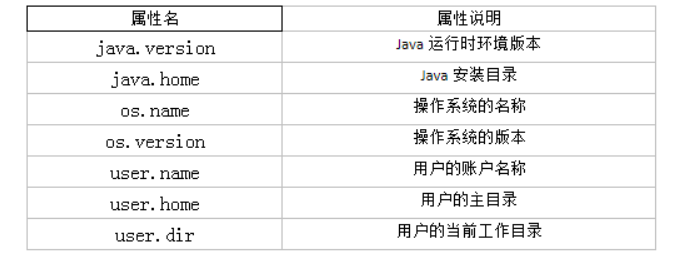 属性名 属性说明
java.version Java 运行时环境版本
java.home Java 安装目录
os.name 操作系统的名称
os.version 操作系统的版本
user.name 用户的账户名称
user.home 用户的主目录
user.dir 用户的当前工作目录